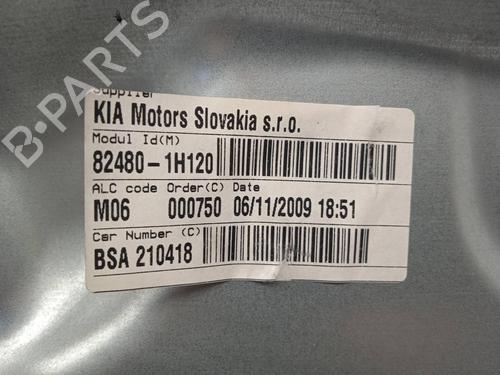 B-PARTS
Supplier
KIA Motors Slovakia s.r.o.
Modul Id(M)
82480-1H120
ALC code Order(C) Date
M06 000750 06/11/2009 18:51
Car Number (C)
BSA 210418